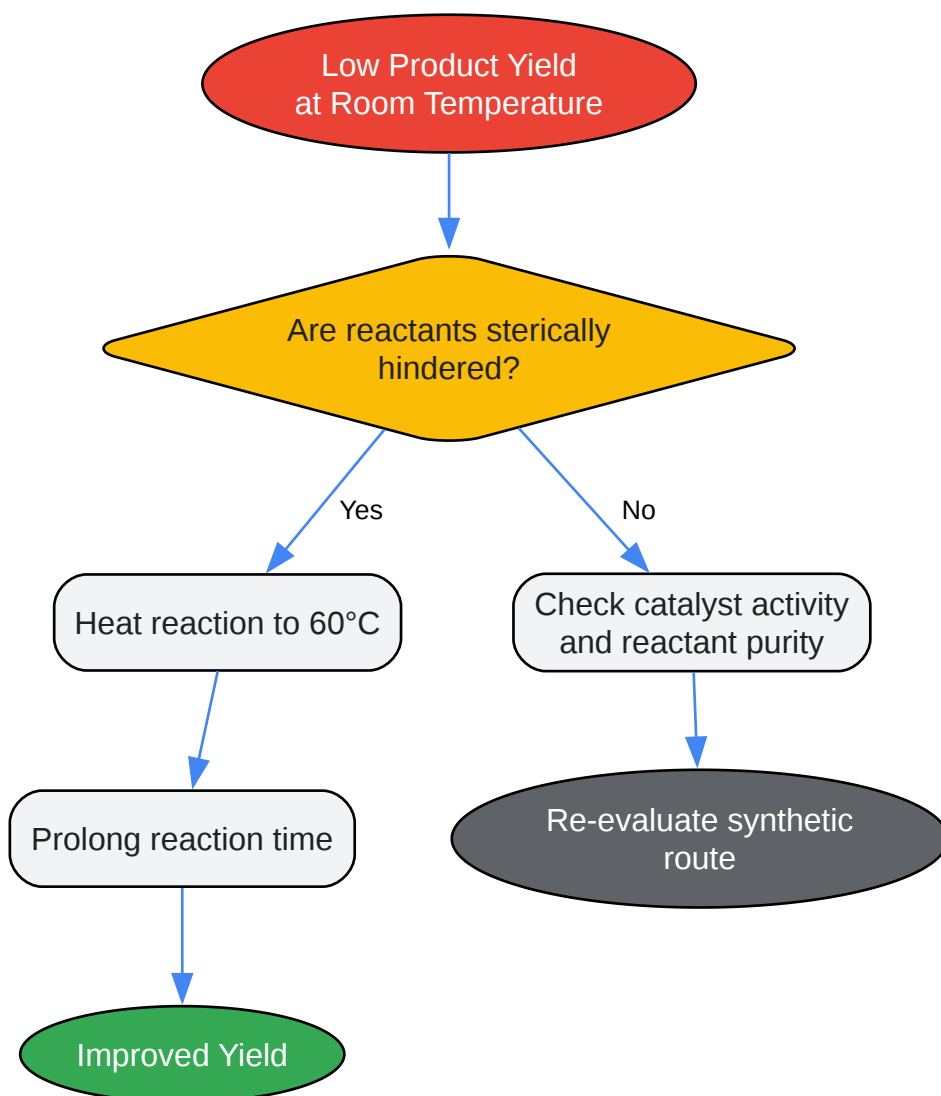 Low Product Yield
at Room Temperature
Are reactants sterically
hindered?
Yes
No
Heat reaction to 60°C
Check catalyst activity
and reactant purity
Prolong reaction time
Re-evaluate synthetic
route
Improved Yield